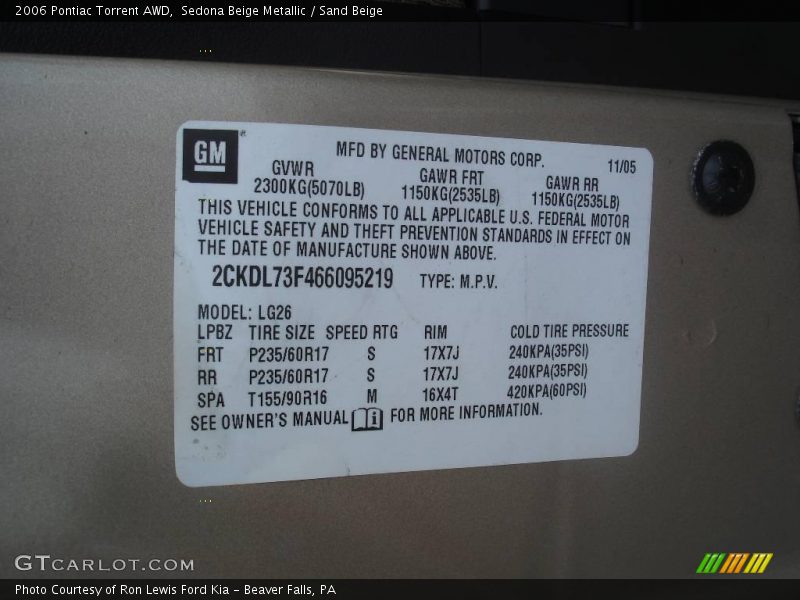 2006 Pontiac Torrent AWD,  Sedona Beige Metallic / Sand Beige
GM®
MFD BY GENERAL MOTORS CORP. 11/05
GVWR GAWR FRT GAWR RR
2300KG(5070LB) 1150KG(2535LB) 1150KG(2535LB)
THIS VEHICLE CONFORMS TO ALL APPLICABLE U.S. FEDERAL MOTOR
VEHICLE SAFETY AND THEFT PREVENTION STANDARDS IN EFFECT ON
THE DATE OF MANUFACTURE SHOWN ABOVE.
2CKDL73F466095219 TYPE: M.P.V.
MODEL: LG26
LPBZ TIRE SIZE SPEED RTG RIM COLD TIRE PRESSURE
FRT P235/60R17 S 17X7J 240KPA(35PSI)
RR P235/60R17 S 17X7J 240KPA(35PSI)
SPA T155/90R16 M 16X4T 420KPA(60PSI)
SEE OWNER'S MANUAL i FOR MORE INFORMATION.
GTCARLOT.COM
Photo Courtesy of Ron Lewis Ford Kia - Beaver Falls, PA